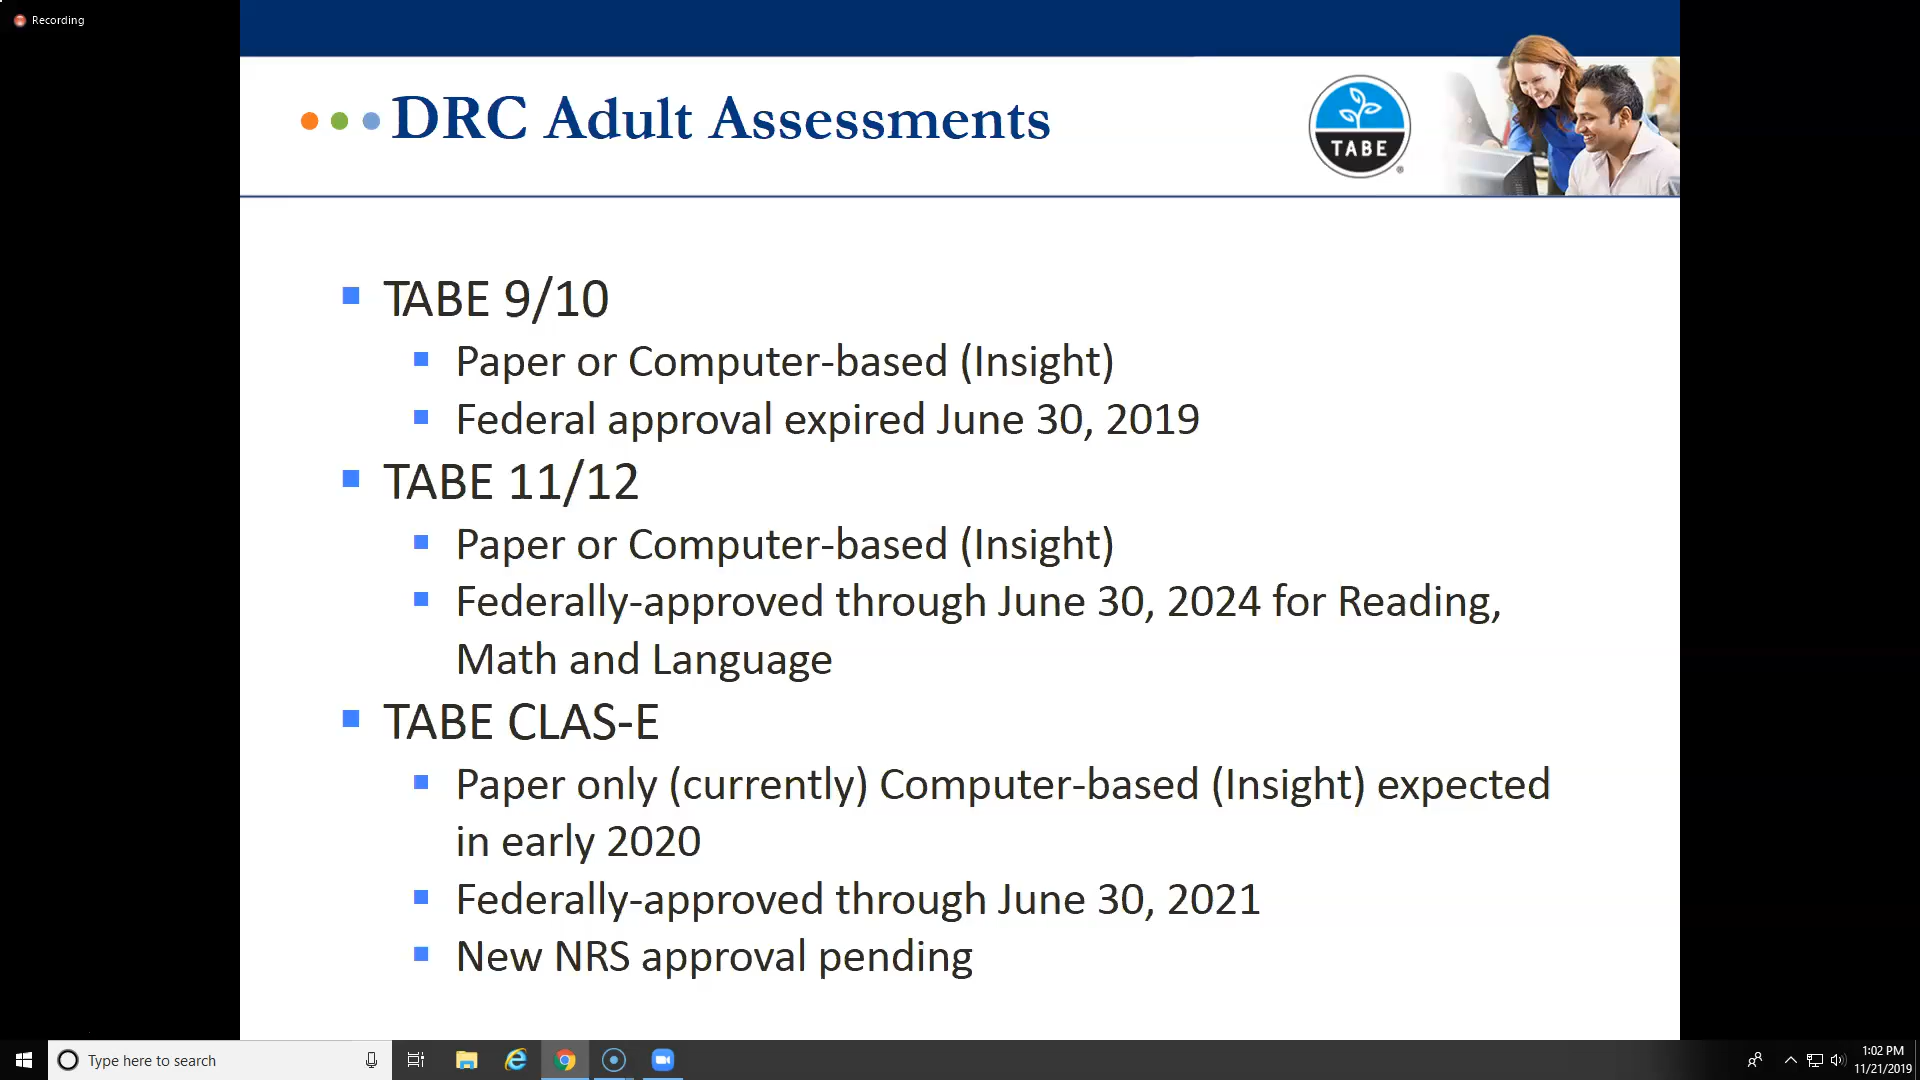 Recording
DRC Adult Assessments
TABE
®
TABE 9/10
Paper or Computer-based (Insight)
Federal approval expired June 30, 2019
TABE 11/12
Paper or Computer-based (Insight)
Federally-approved through June 30, 2024 for Reading,
Math and Language
TABE CLAS-E
Paper only (currently) Computer-based (Insight) expected
in early 2020
Federally-approved through June 30, 2021
New NRS approval pending
Type here to search
1:02 PM
11/21/2019